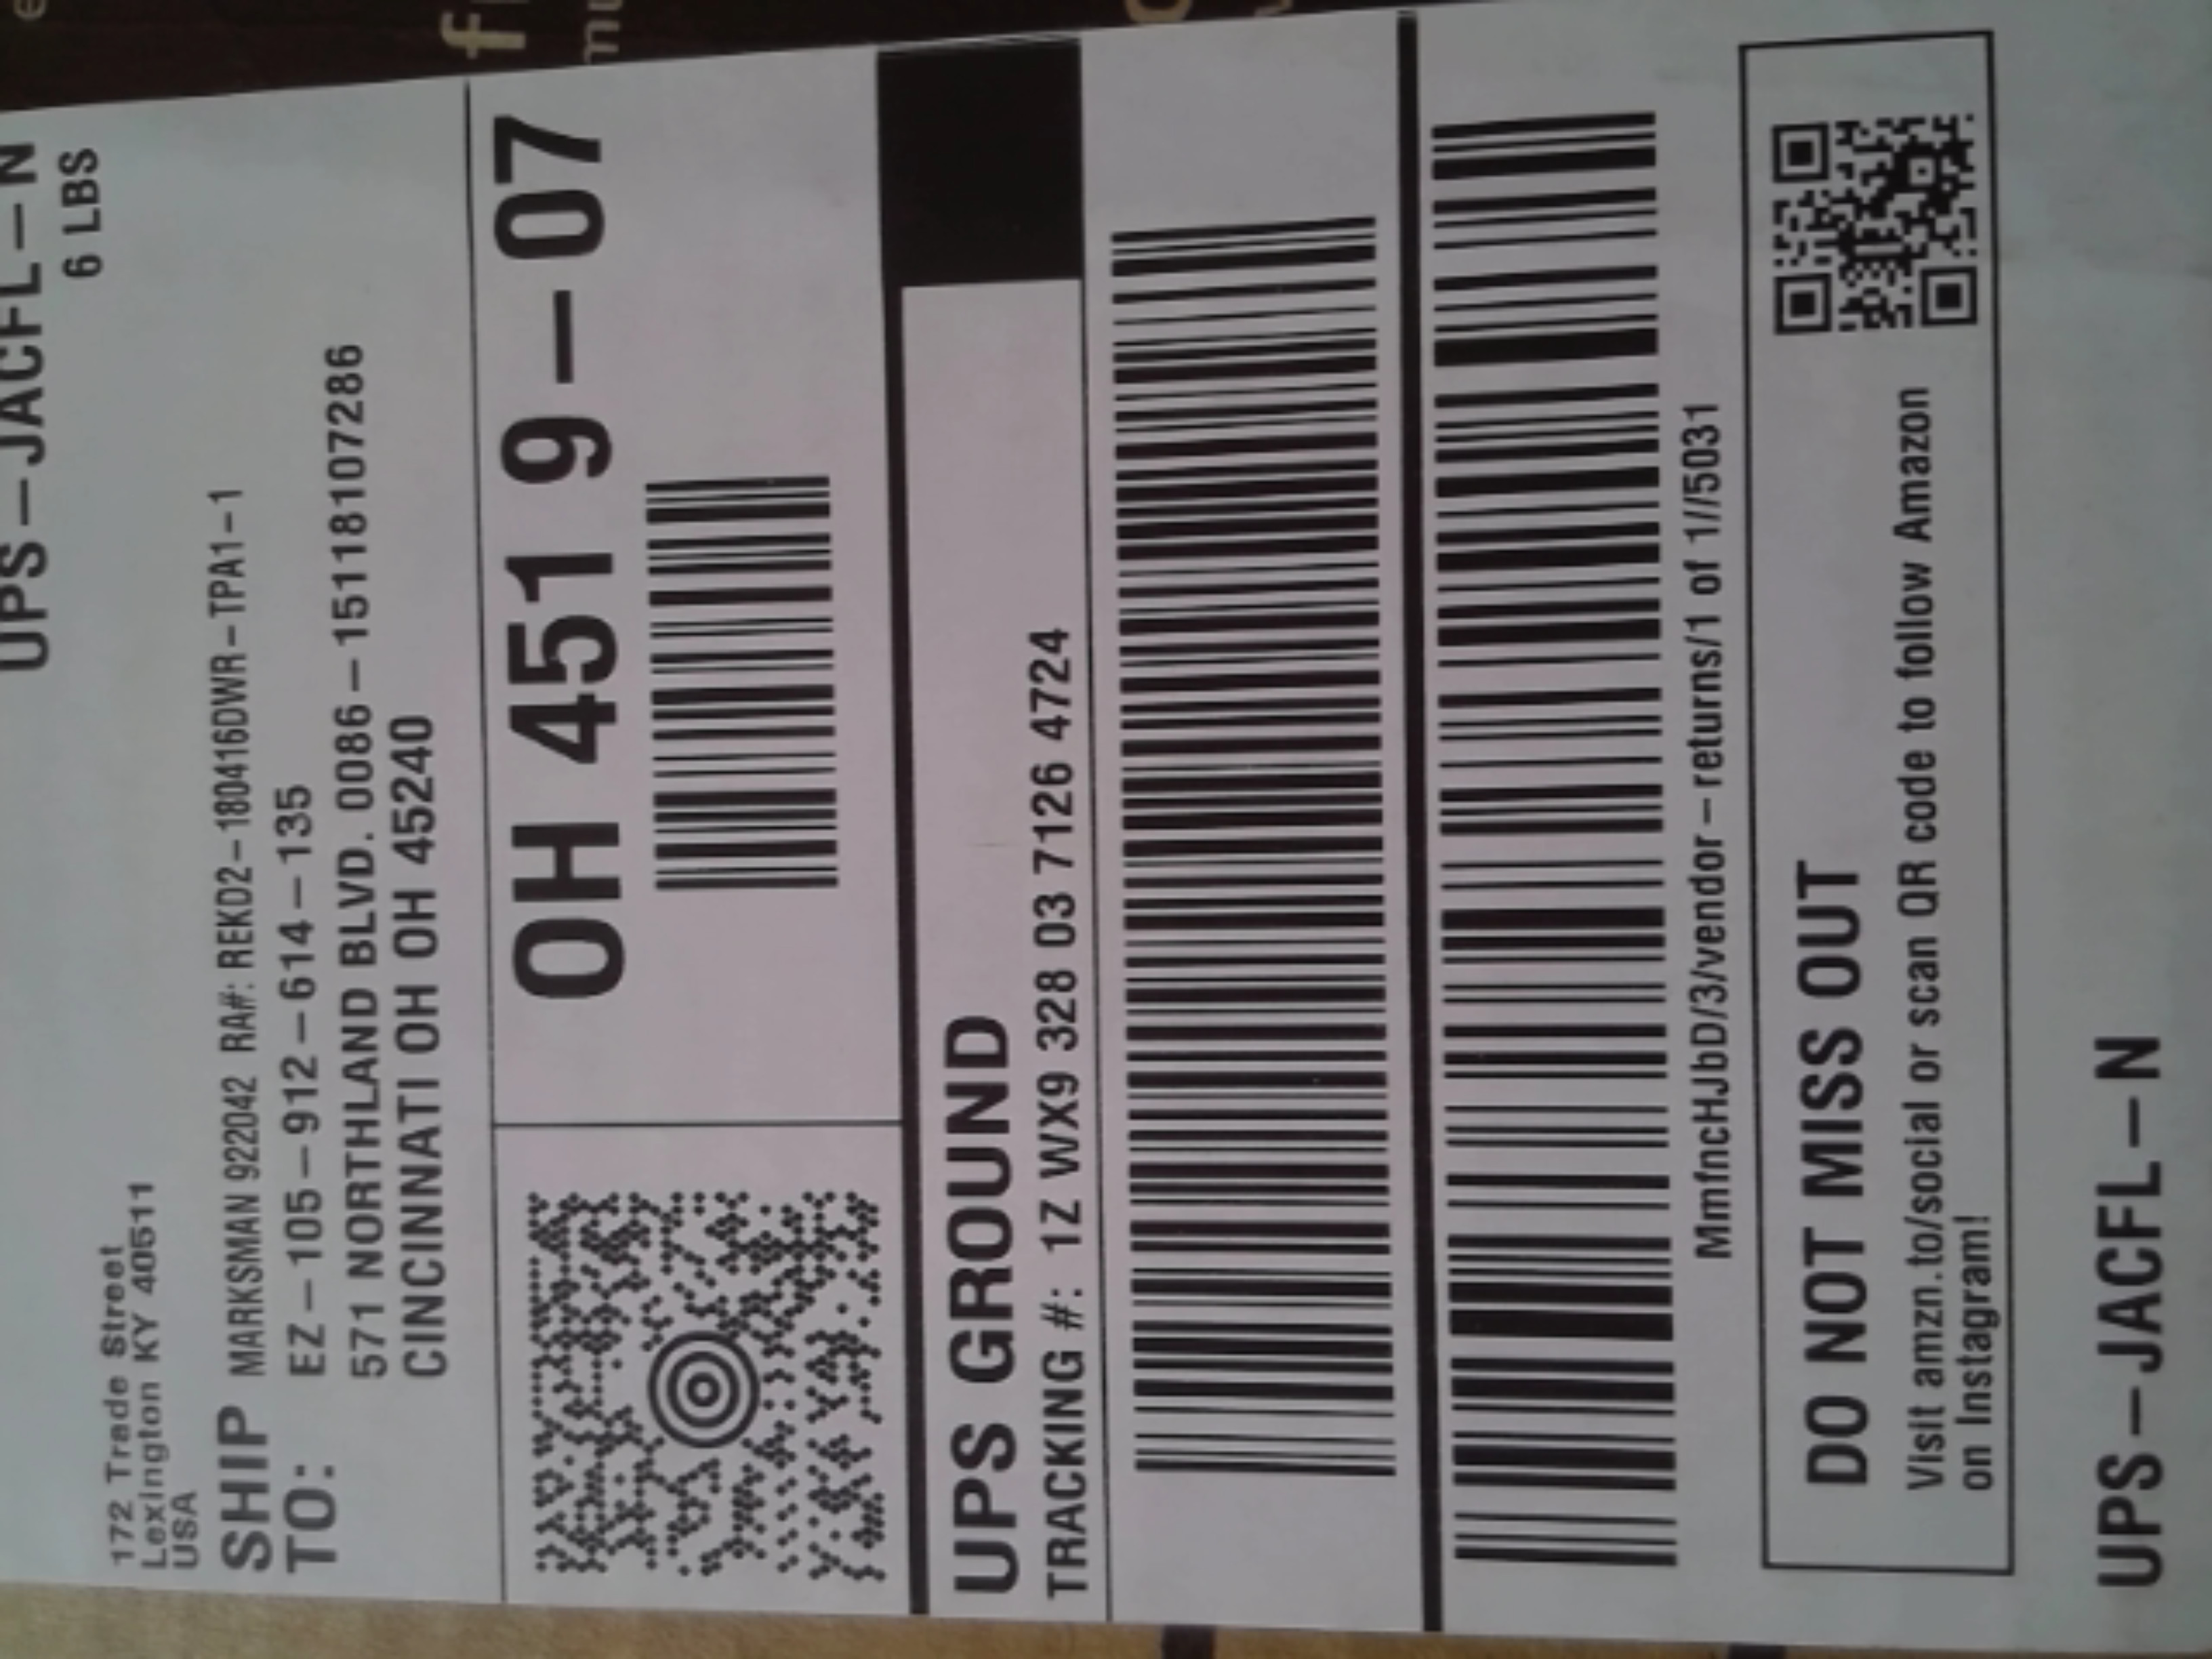 UPS-JACFL-N
6 LBS
172 Trade Street
Lexington KY 40511
USA
SHIP TO:
MARKSMAN 922042 RA#: REKD2-180416DWR-TPA1-1
EZ-105-912-614-135
571 NORTHLAND BLVD. 0086-15118107286
CINCINNATI OH OH 45240
OH 451 9-07
UPS GROUND
TRACKING #: 1Z WX9 328 03 7126 4724
MmfncHJbD/3/vendor-returns/1 of 1//5031
DO NOT MISS OUT
Visit amzn.to/social or scan QR code to follow Amazon
on Instagram!
UPS-JACFL-N